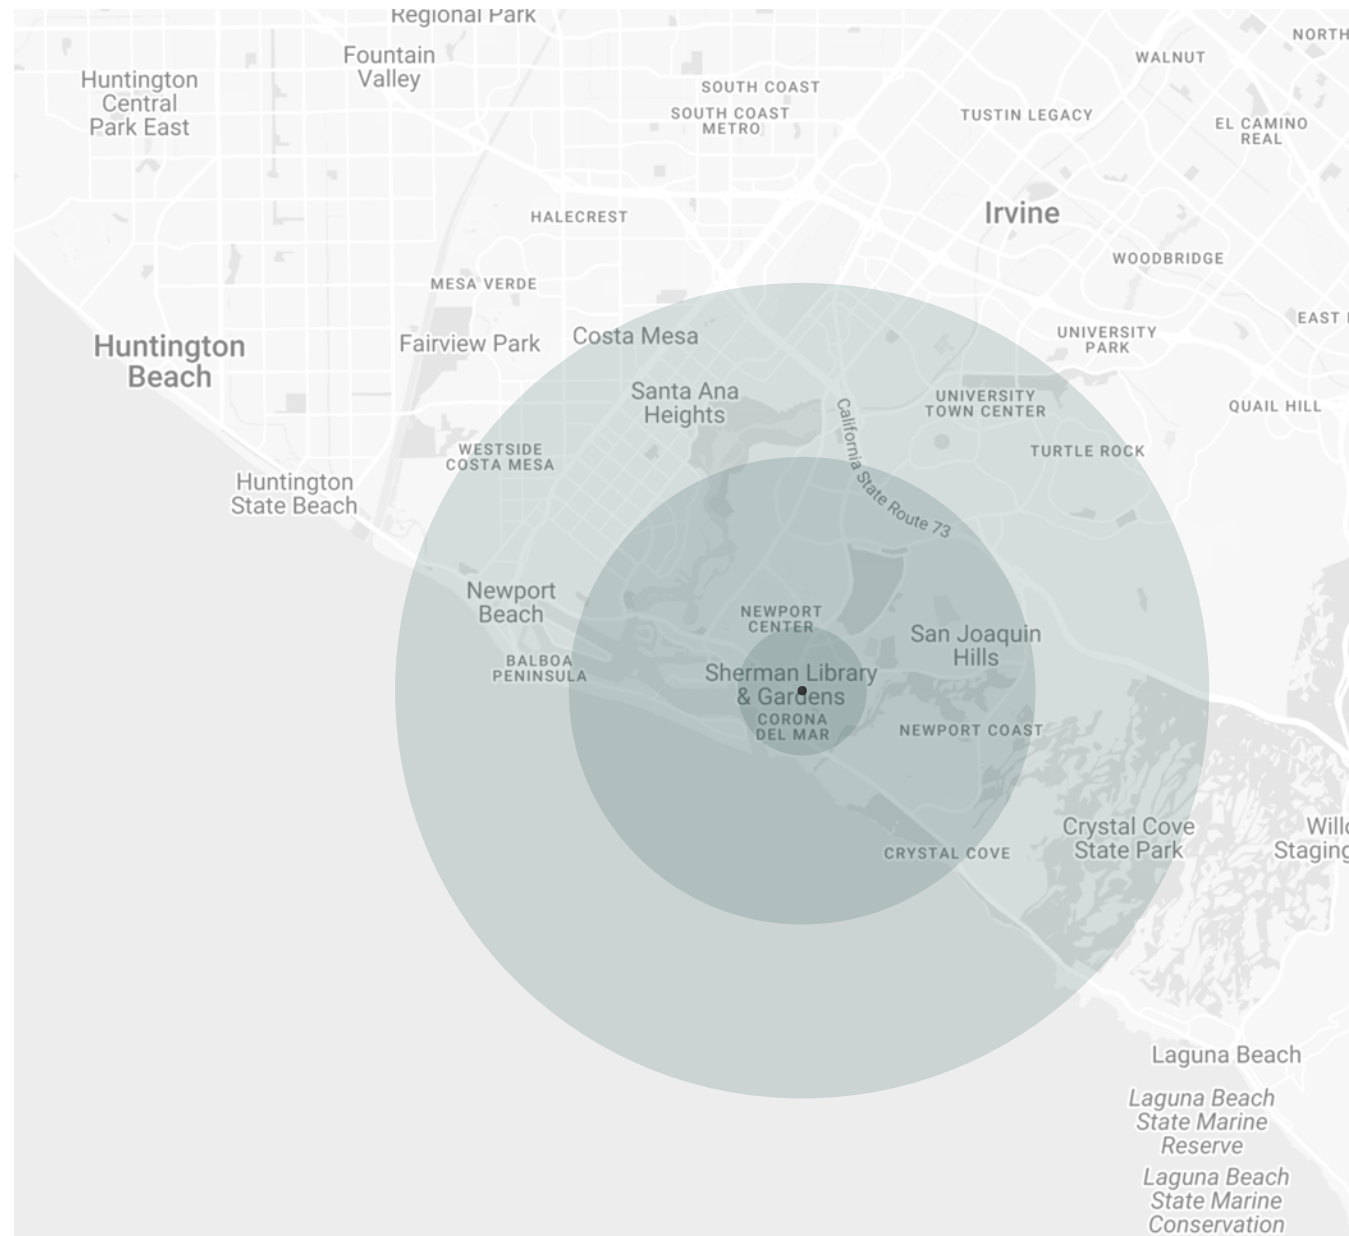 Regional Park
Fountain
Valley
Huntington
Central
Park East
SOUTH COAST
SOUTH COAST
METRO
WALNUT
NORTH
TUSTIN LEGACY
EL CAMINO
REAL
HALECREST
Irvine
WOODBRIDGE
MESA VERDE
Huntington
Beach
Fairview Park
Costa Mesa
UNIVERSITY
PARK
EAST
Santa Ana
Heights
UNIVERSITY
TOWN CENTER
QUAIL HILL
California State Route 73
WESTSIDE
COSTA MESA
TURTLE ROCK
Huntington
State Beach
Newport
Beach
NEWPORT
CENTER
San Joaquin
Hills
BALBOA
PENINSULA
Sherman Library
& Gardens
CORONA
DEL MAR
NEWPORT COAST
CRYSTAL COVE
Crystal Cove
State Park
Willo
Staging
Laguna Beach
Laguna Beach
State Marine
Reserve
Laguna Beach
State Marine
Conservation